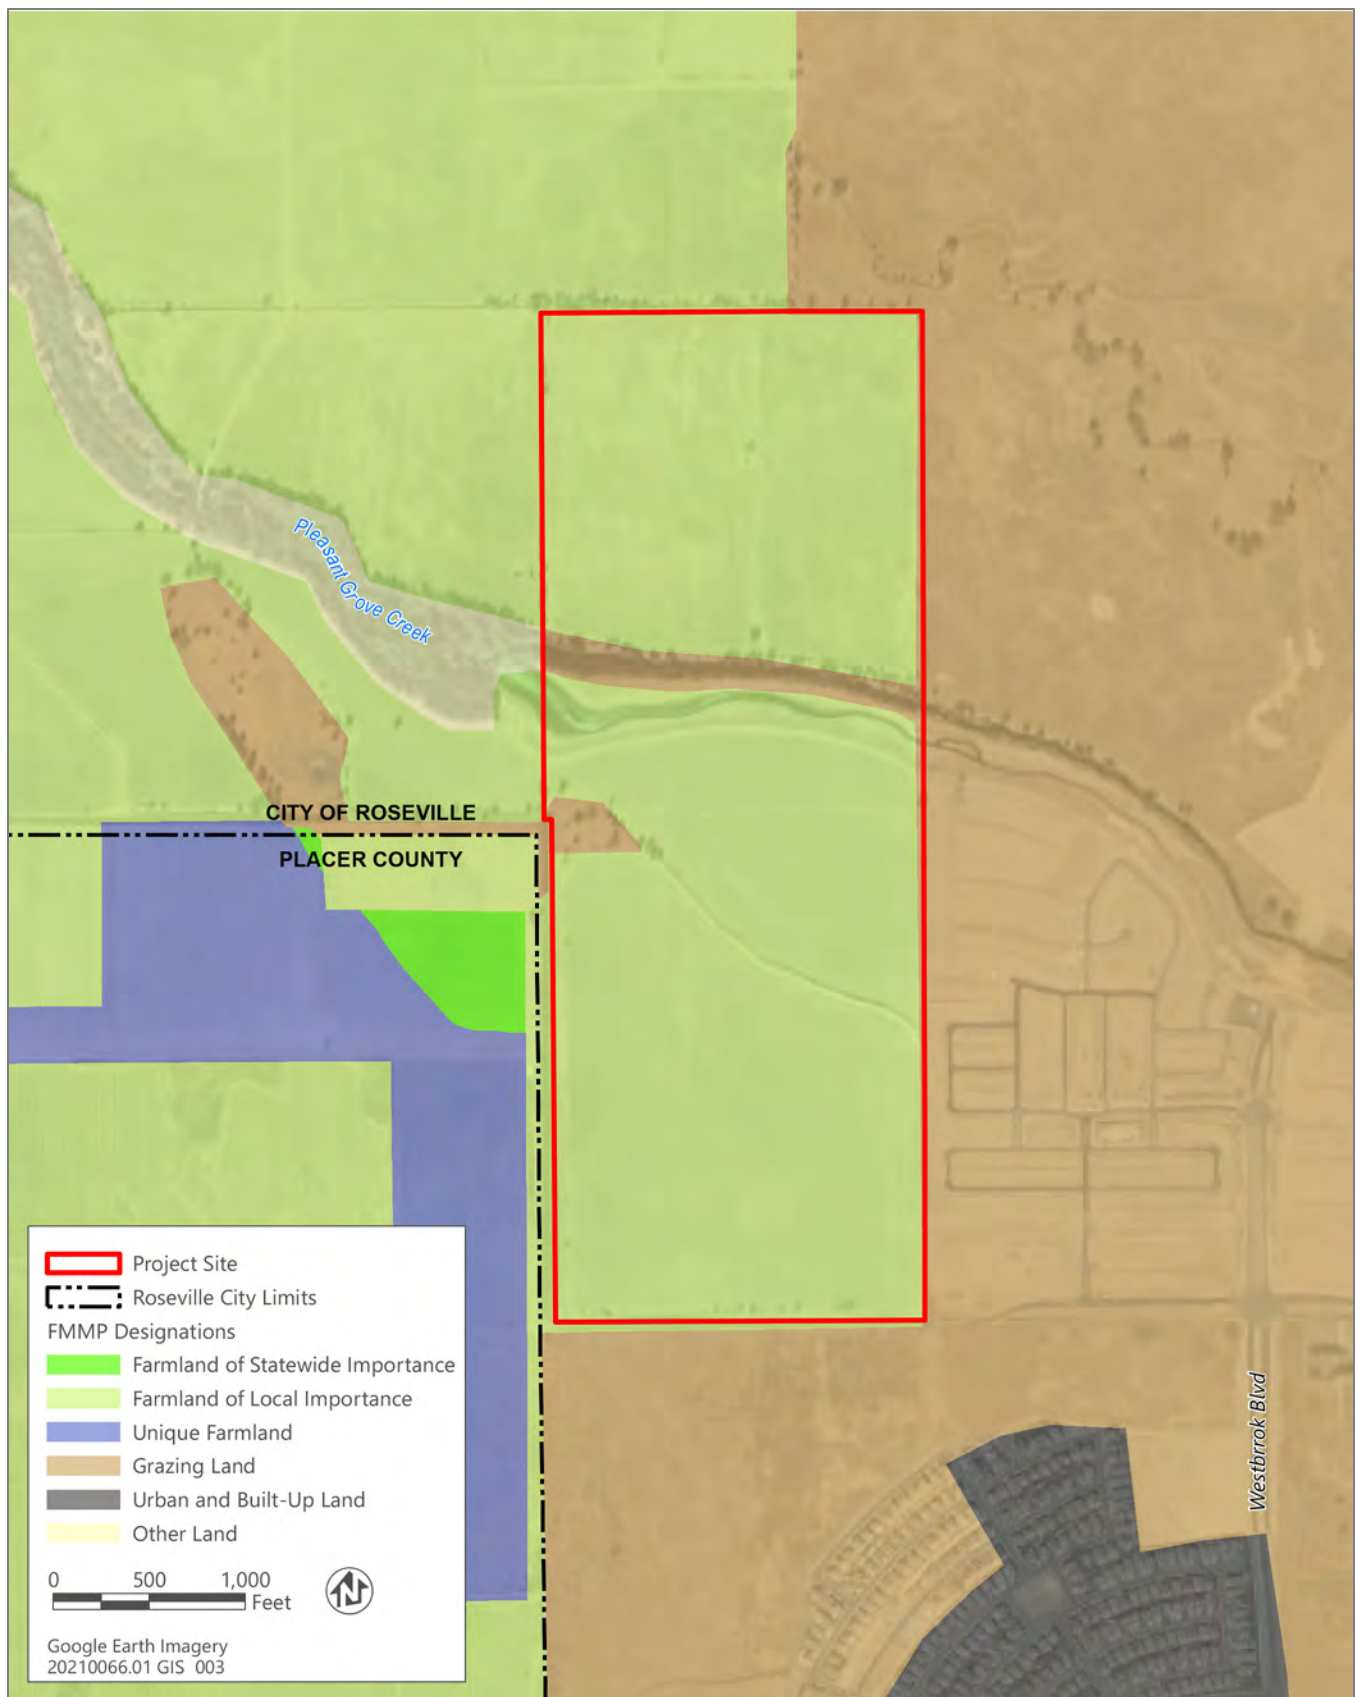 Pleasant Grove Creek
CITY OF ROSEVILLE
PLACER COUNTY
Westbrrok Blvd
Project Site
Roseville City Limits
FMMP Designations
Farmland of Statewide Importance
Farmland of Local Importance
Unique Farmland
Grazing Land
Urban and Built-Up Land
Other Land
0 500 1,000
Feet
N
Google Earth Imagery
20210066.01 GIS 003